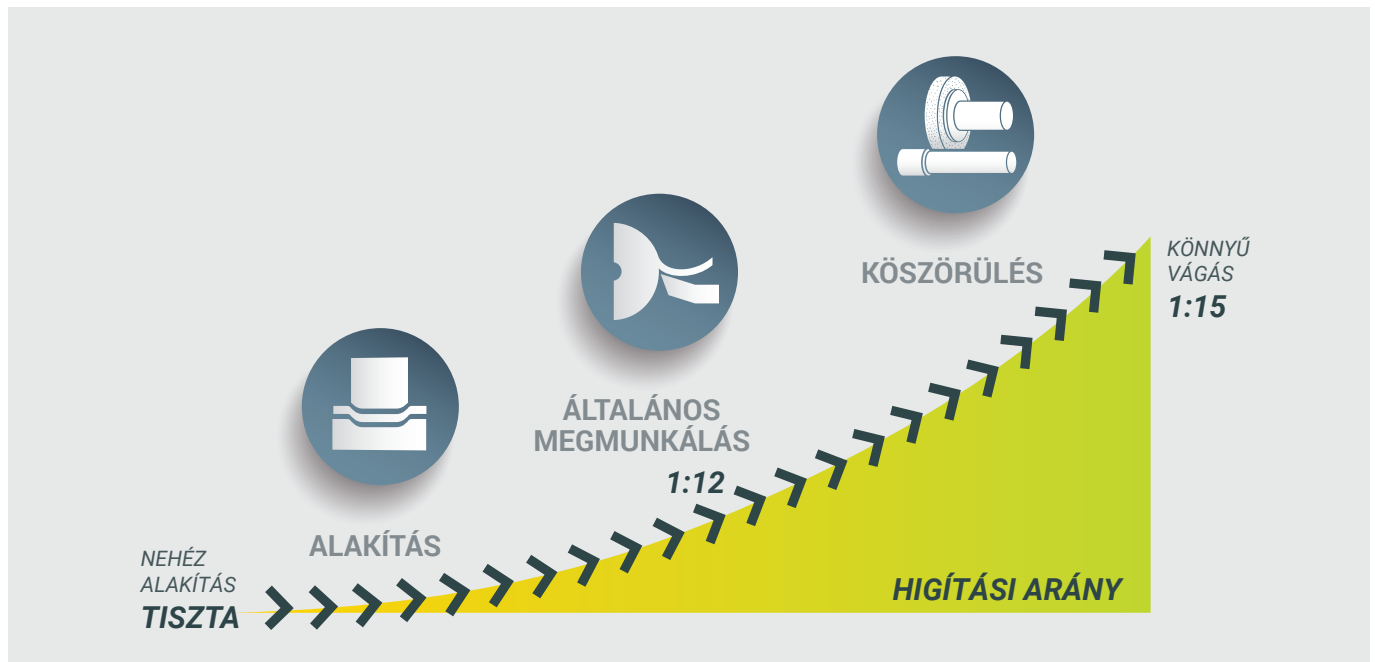 KÖSZÖRÜLÉS
KÖNNYŰ
VÁGÁS
1:15
ÁLTALÁNOS
MEGMUNKÁLÁS
1:12
ALAKÍTÁS
NEHÉZ
ALAKÍTÁS
TISZTA
HIGÍTÁSI ARÁNY